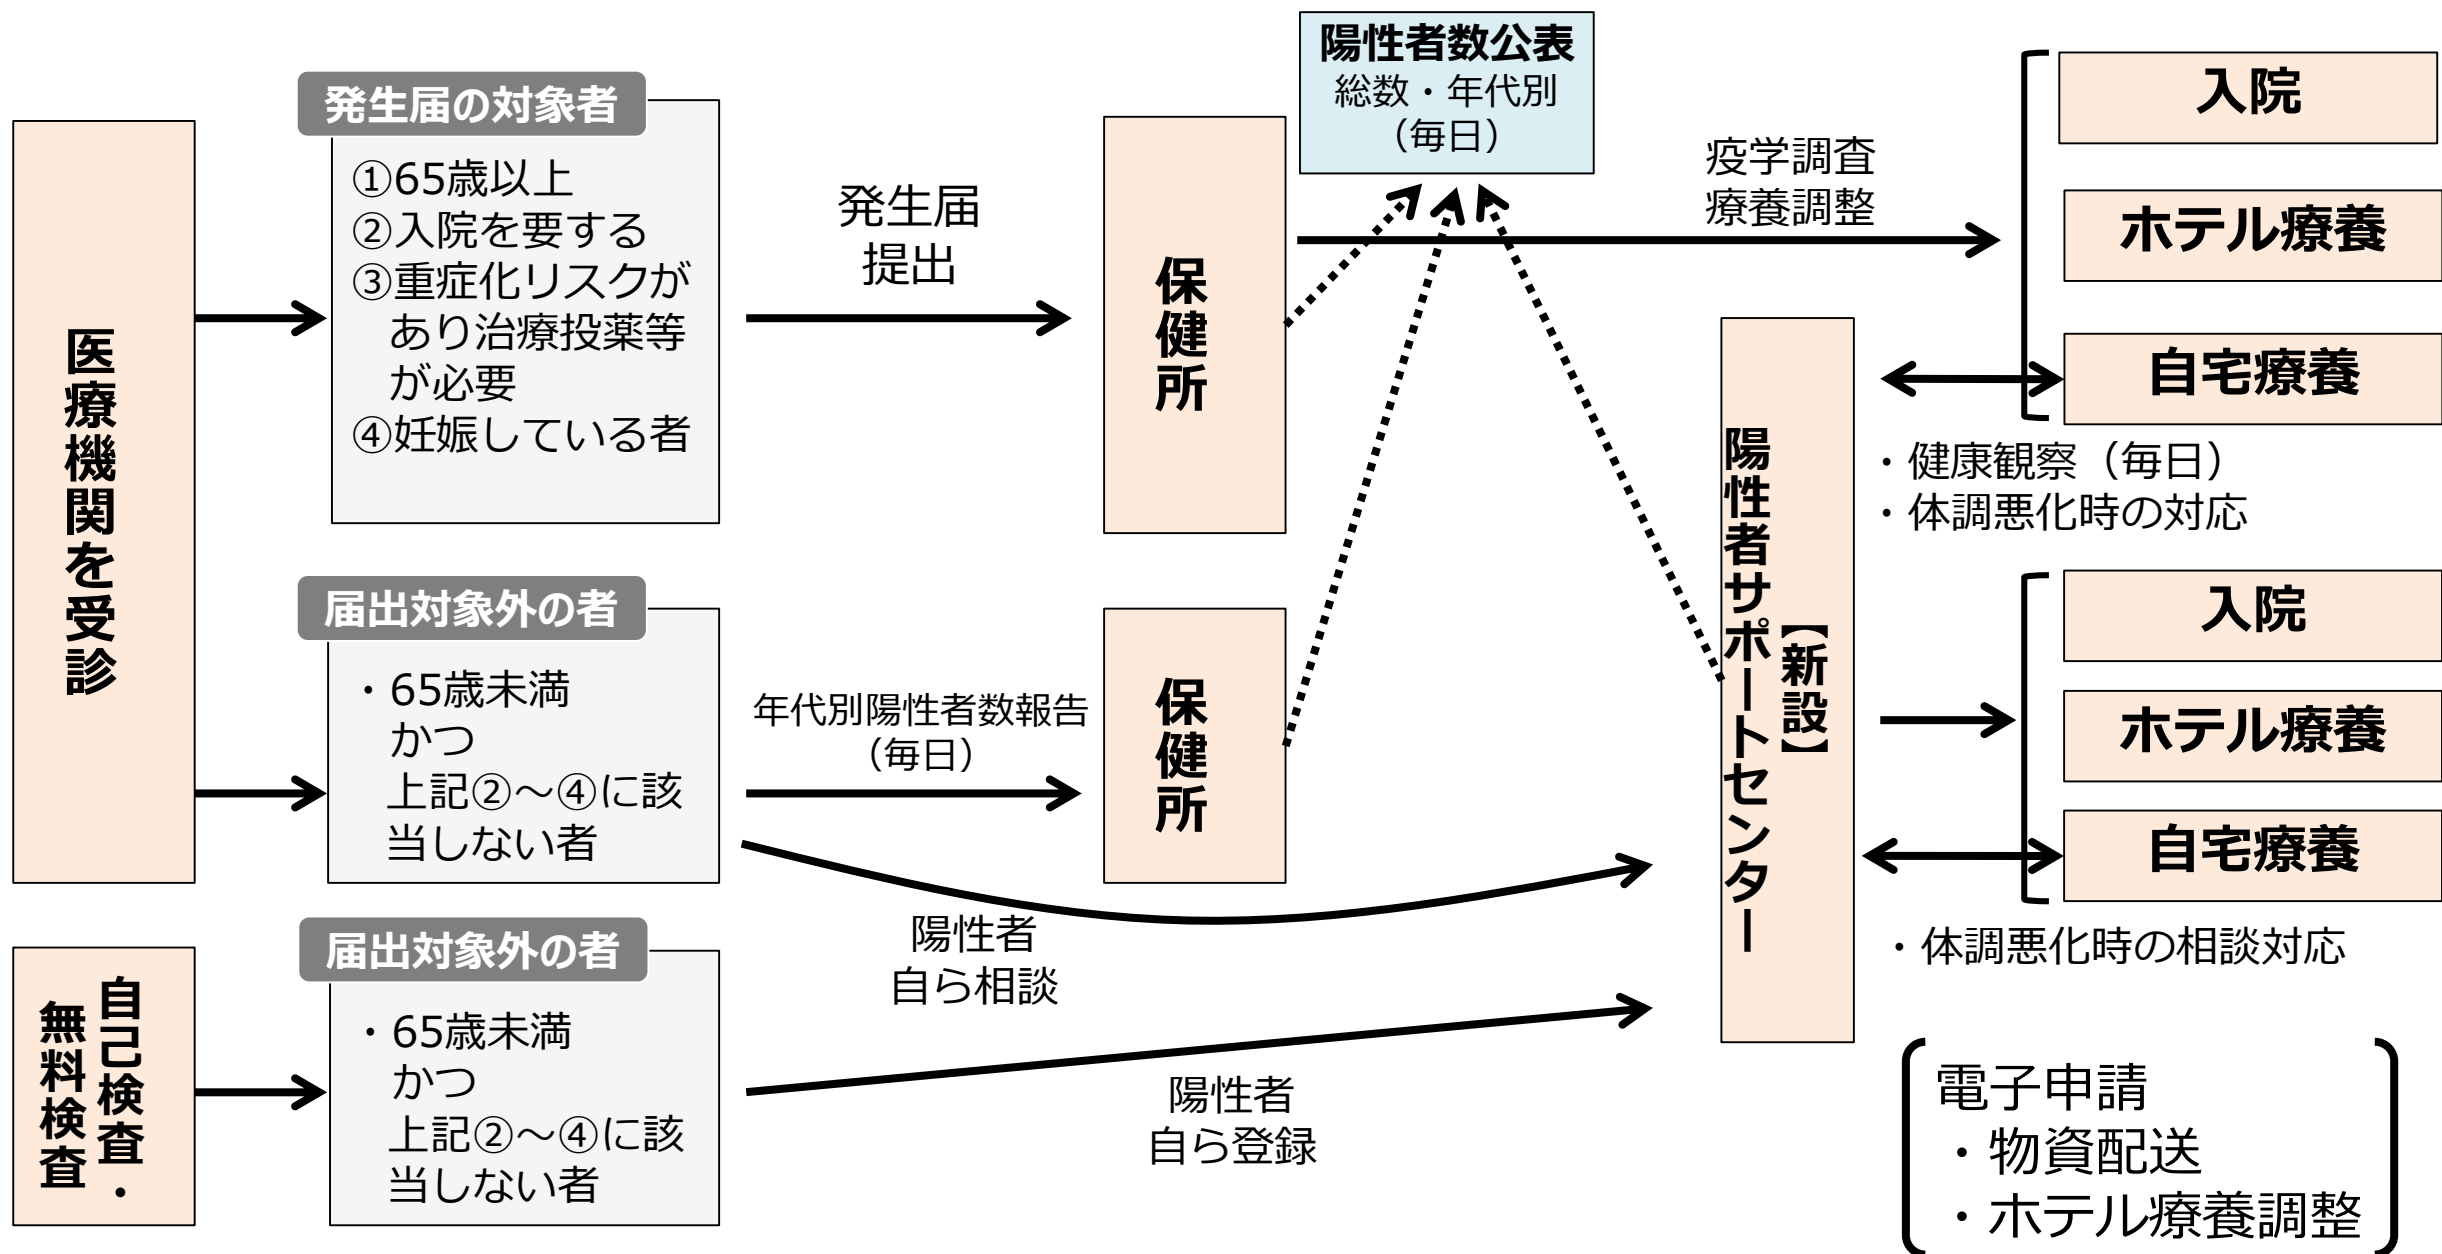 医療機関を受診
発生届の対象者
①65歳以上
②入院を要する
③重症化リスクが
あり治療投薬等
が必要
④妊娠している者
発生届
提出
保健所
陽性者数公表
総数・年代別
（毎日）
疫学調査
療養調整
入院
ホテル療養
自宅療養
・健康観察（毎日）
・体調悪化時の対応
届出対象外の者
・65歳未満
かつ
上記②～④に該
当しない者
年代別陽性者数報告
（毎日）
保健所
陽性者
自ら相談
【新設】
陽性者サポートセンター
入院
ホテル療養
自宅療養
・体調悪化時の相談対応
自己検査・
無料検査
届出対象外の者
・65歳未満
かつ
上記②～④に該
当しない者
陽性者
自ら登録
電子申請
・物資配送
・ホテル療養調整